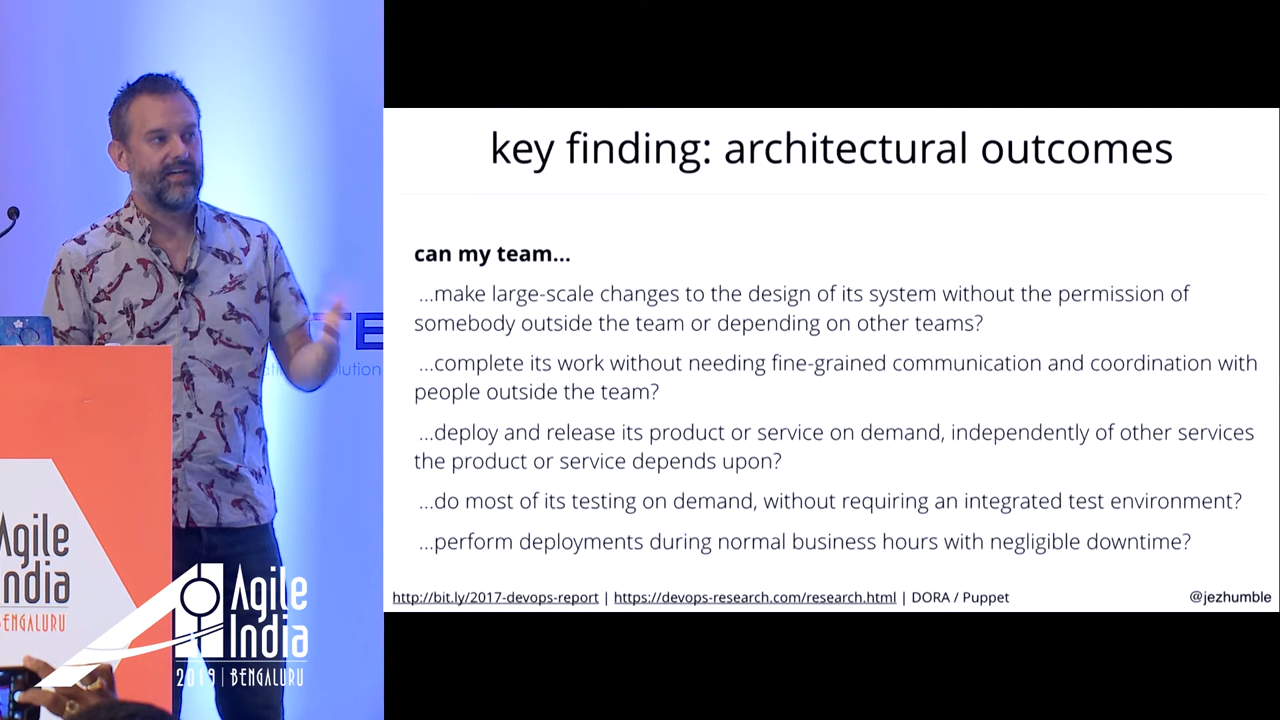 key finding: architectural outcomes
can my team...
...make large-scale changes to the design of its system without the permission of
somebody outside the team or depending on other teams?
...complete its work without needing fine-grained communication and coordination with
people outside the team?
...deploy and release its product or service on demand, independently of other services
the product or service depends upon?
...do most of its testing on demand, without requiring an integrated test environment?
...perform deployments during normal business hours with negligible downtime?
http://bit.ly/2017-devops-report | https://devops-research.com/research.html | DORA / Puppet
@jezhumble
Agile
India
BENGALURU
Agile
India
2019 | BENGALURU